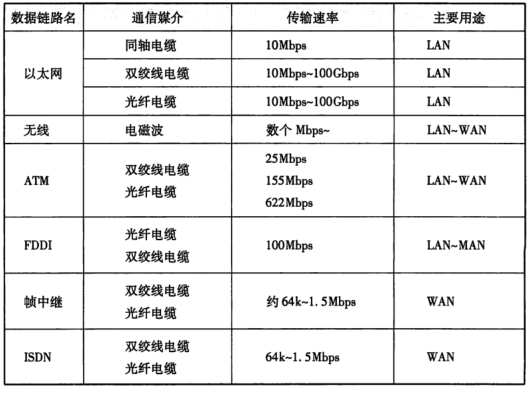 数据链路名 通信媒介 传输速率 主要用途
以太网 同轴电缆 10Mbps LAN
双绞线电缆 10Mbps~100Gbps LAN
光纤电缆 10Mbps~100Gbps LAN
无线 电磁波 数个 Mbps~ LAN~WAN
ATM 双绞线电缆 25Mbps LAN~WAN
光纤电缆 155Mbps
622Mbps
FDDI 光纤电缆 100Mbps LAN~MAN
双绞线电缆
帧中继 双绞线电缆 约 64k~1.5Mbps WAN
光纤电缆
ISDN 双绞线电缆 64k~1.5Mbps WAN
光纤电缆